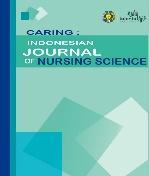 CARING :
INDONESIAN
JOURNAL
OF NURSING SCIENCE